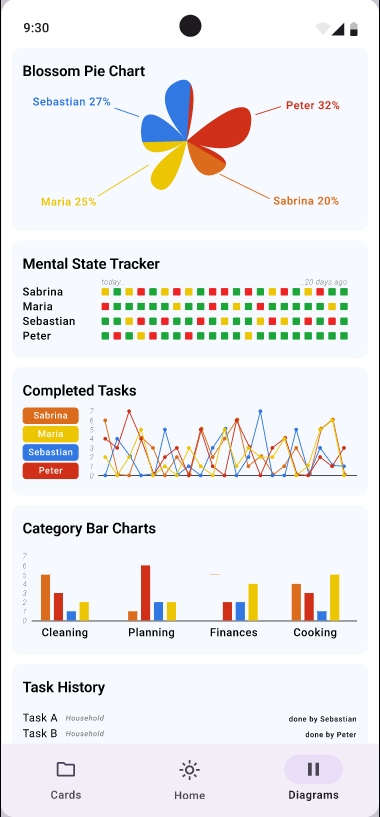 9:30
Blossom Pie Chart
Sebastian 27%
Peter 32%
Maria 25%
Sabrina 20%
Mental State Tracker
today... ...20 days ago
Sabrina
Maria
Sebastian
Peter
Completed Tasks
Sabrina
Maria
Sebastian
Peter
7
6
5
4
3
2
1
0
Category Bar Charts
7
6
5
4
3
2
1
0
Cleaning Planning Finances Cooking
Task History
Task A Household done by Sebastian
Task B Household done by Peter
Cards Home Diagrams